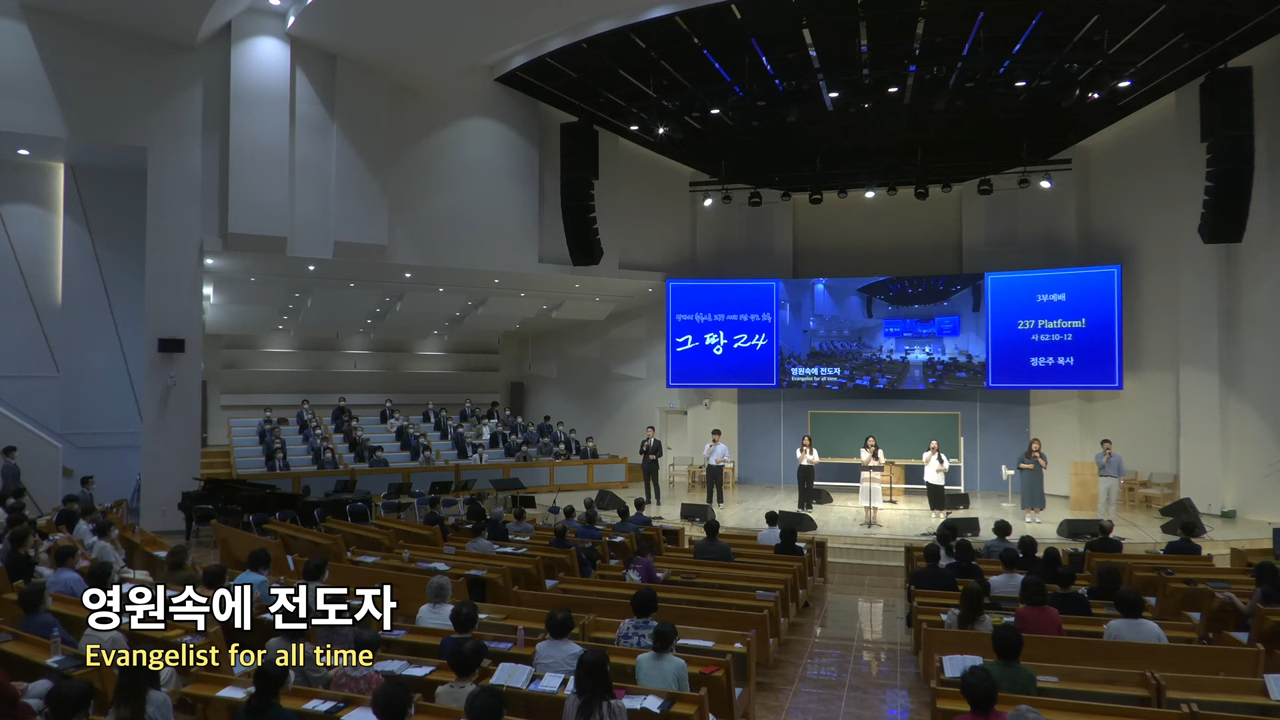 그 땅 24
영원속에 전도자
Evangelist for all time
3부예배
237 Platform!
사 62:10-12
정은주 목사
영원속에 전도자
Evangelist for all time